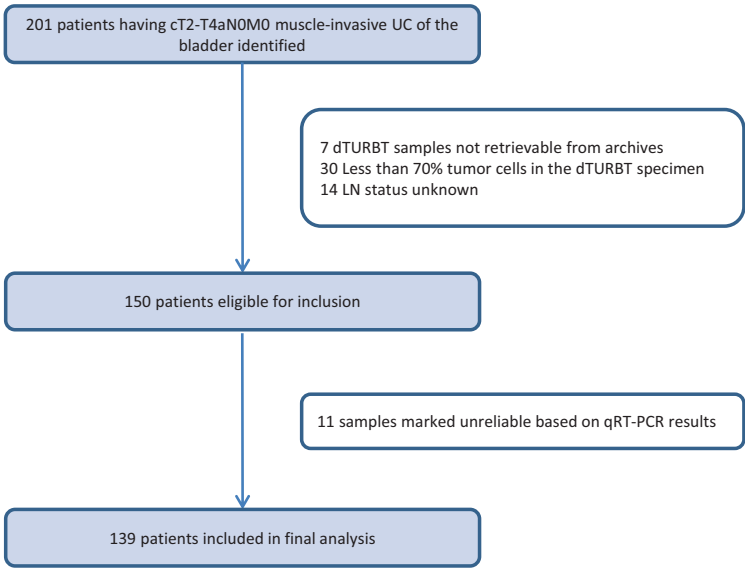 201 patients having cT2-T4aN0M0 muscle-invasive UC of the
bladder identified
7 dTURBT samples not retrievable from archives
30 Less than 70% tumor cells in the dTURBT specimen
14 LN status unknown
150 patients eligible for inclusion
11 samples marked unreliable based on qRT-PCR results
139 patients included in final analysis